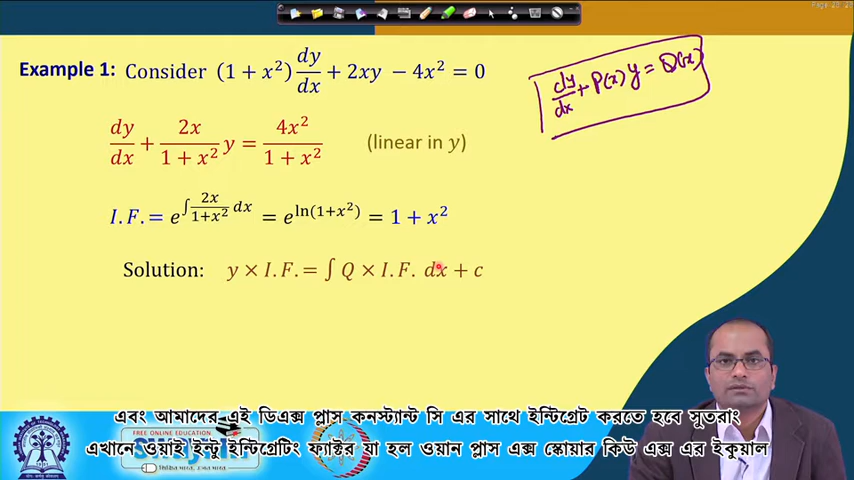 Example 1: Consider (1 + x²) dy/dx + 2xy − 4x² = 0
dy/dx + P(x) y = Q(x)
dy/dx + 2x/(1 + x²) y = 4x²/(1 + x²) (linear in y)
I.F. = e^{∫ 2x/(1+x²) dx} = e^{ln(1+x²)} = 1 + x²
Solution: y × I.F. = ∫ Q × I.F. dx + c
এবং আমাদের এই ডিএক্স প্লাস কনস্ট্যান্ট সি এর সাথে ইন্টিগ্রেট করতে হবে সুতরাং
এখানে ওয়াই ইন্টু ইন্টিগ্রেটিং ফ্যাক্টর যা হল ওয়ান প্লাস এক্স স্কোয়ার কিউ এক্স এর ইকুয়াল
FREE ONLINE EDUCATION
swayam